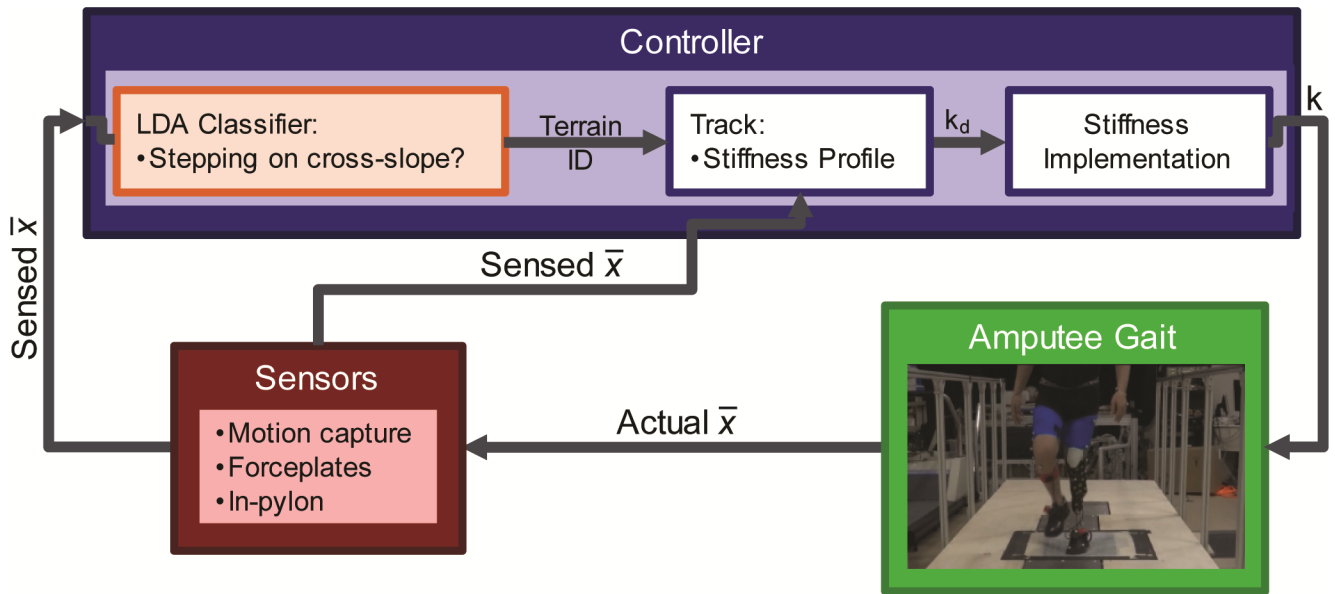 Controller
LDA Classifier:
•Stepping on cross-slope?
Terrain
ID
Track:
•Stiffness Profile
k_d
Stiffness
Implementation
k
Sensed x̅
Sensed x̅
Sensors
•Motion capture
•Forceplates
•In-pylon
Actual x̅
Amputee Gait